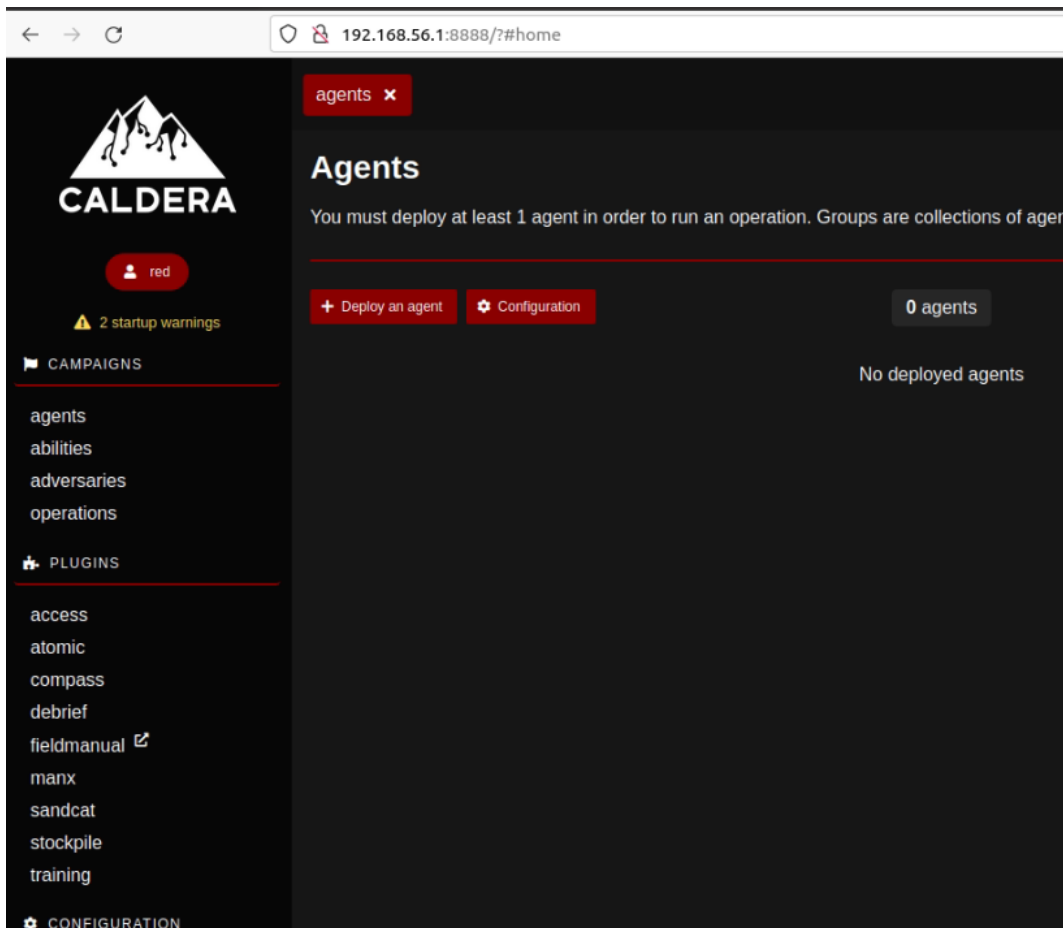 192.168.56.1:8888/?#home
CALDERA
red
2 startup warnings
CAMPAIGNS
agents
abilities
adversaries
operations
PLUGINS
access
atomic
compass
debrief
fieldmanual
manx
sandcat
stockpile
training
CONFIGURATION
agents ×
Agents
You must deploy at least 1 agent in order to run an operation. Groups are collections of agen
+ Deploy an agent
Configuration
0 agents
No deployed agents